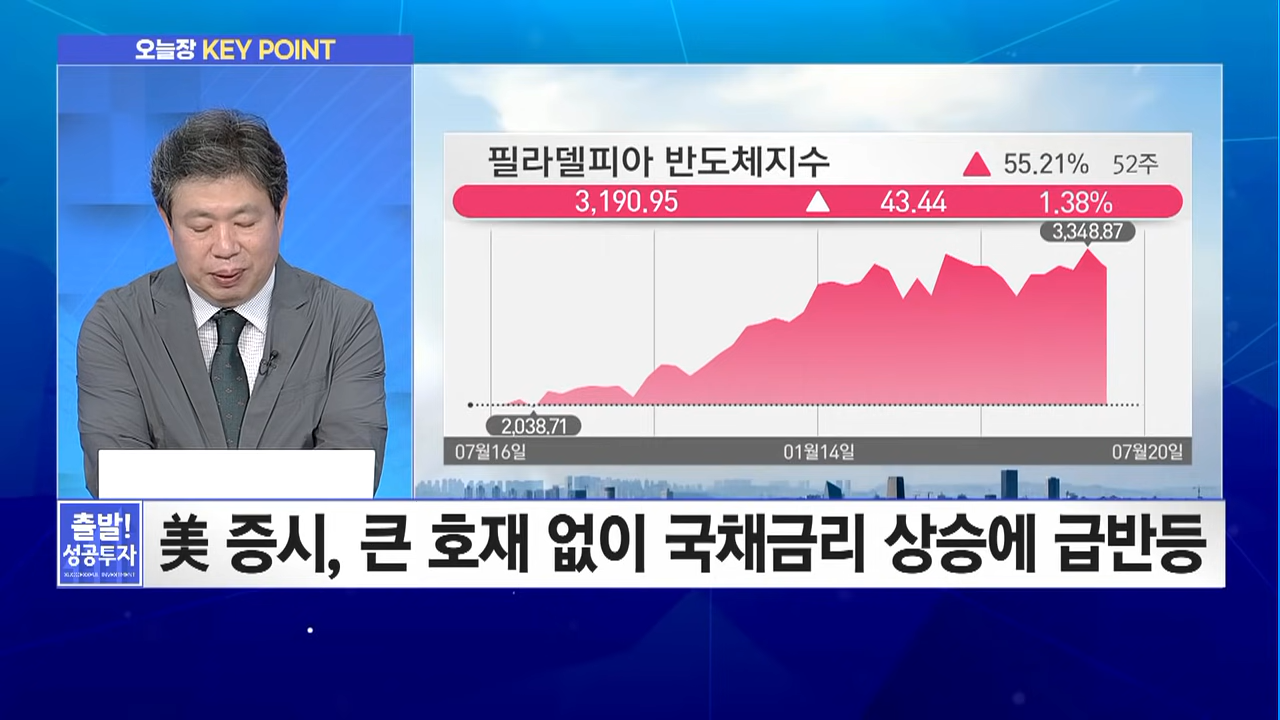 오늘장 KEY POINT
필라델피아 반도체지수 ▲ 55.21% 52주
3,190.95 ▲ 43.44 1.38%
3,348.87
2,038.71
07월16일 01월14일 07월20일
출발!
성공투자
美 증시, 큰 호재 없이 국채금리 상승에 급반등